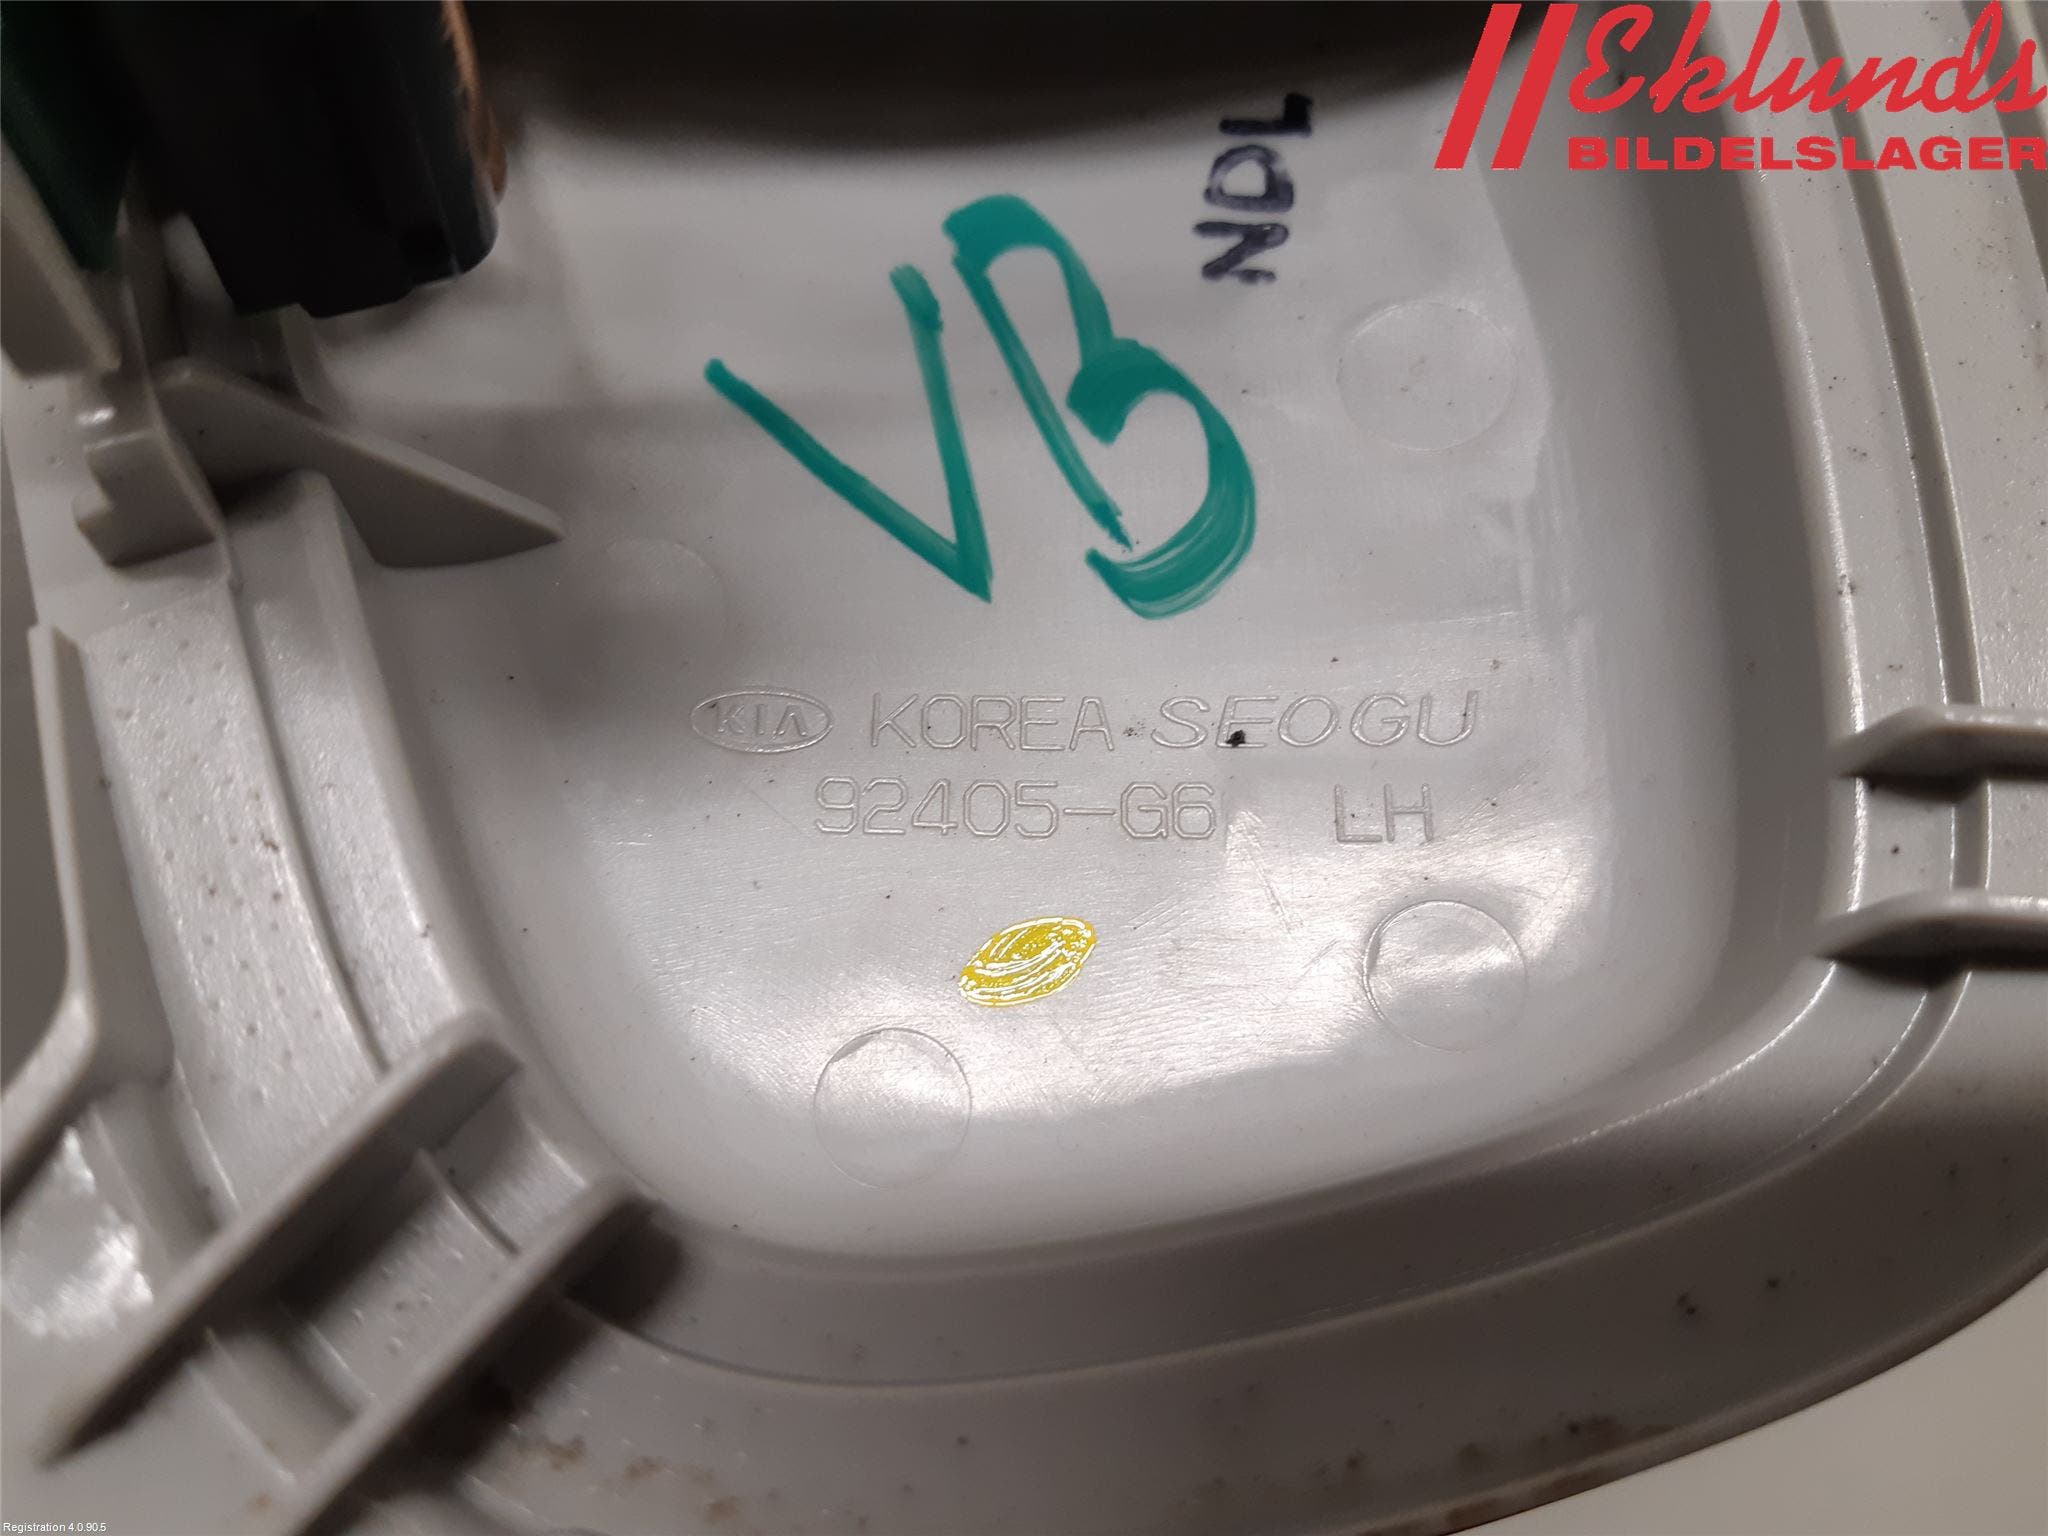 Eklunds
BILDELSLAGER
NDL
VB
KIA KOREA SEOGU
92405-G6 LH
Registration 4.0.90.5